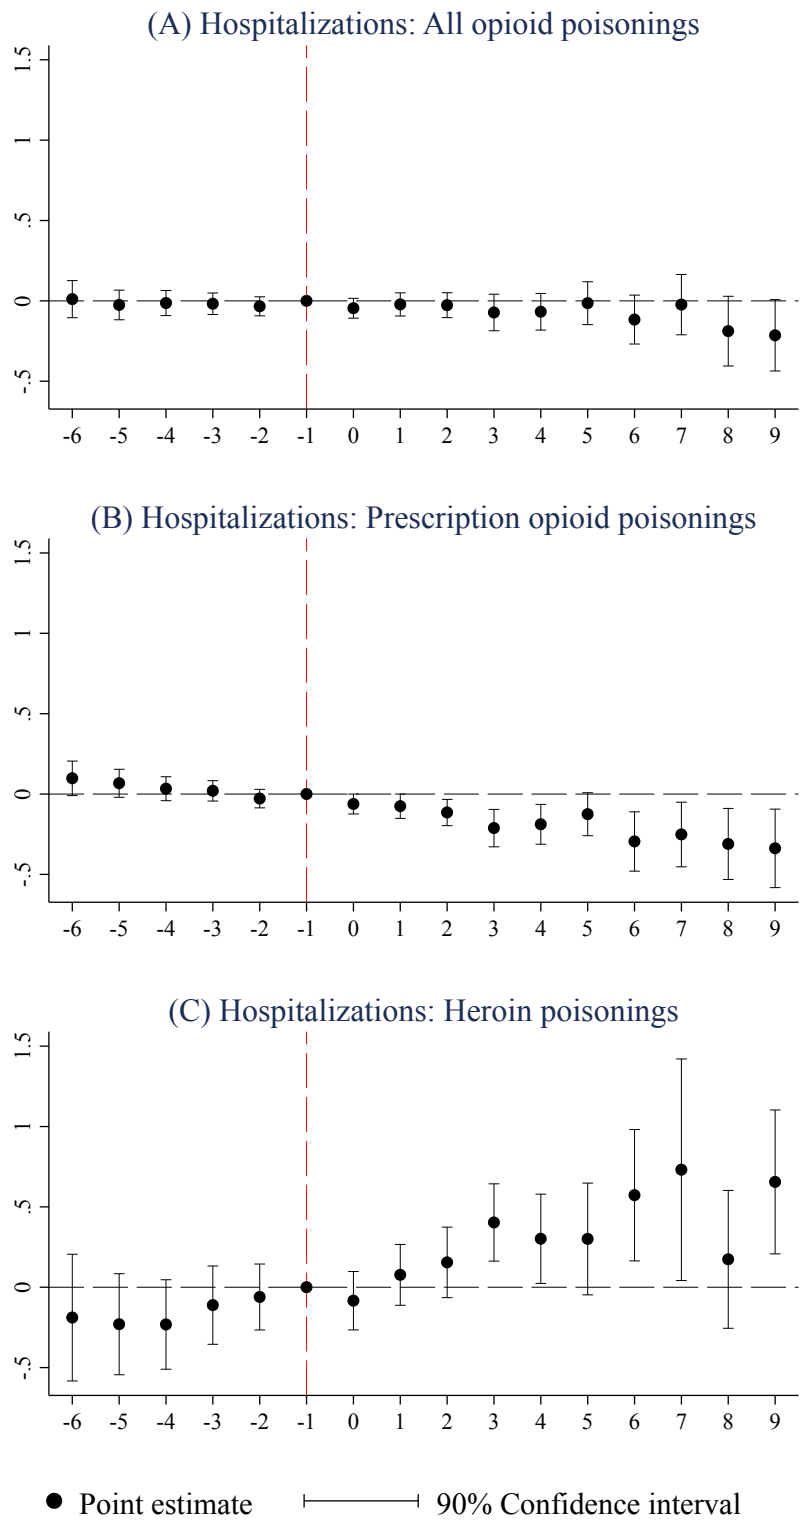 (A) Hospitalizations: All opioid poisonings
1.5
1
.5
0
-.5
-6 -5 -4 -3 -2 -1 0 1 2 3 4 5 6 7 8 9
(B) Hospitalizations: Prescription opioid poisonings
1.5
1
.5
0
-.5
-6 -5 -4 -3 -2 -1 0 1 2 3 4 5 6 7 8 9
(C) Hospitalizations: Heroin poisonings
1.5
1
.5
0
-.5
-6 -5 -4 -3 -2 -1 0 1 2 3 4 5 6 7 8 9
Point estimate 90% Confidence interval